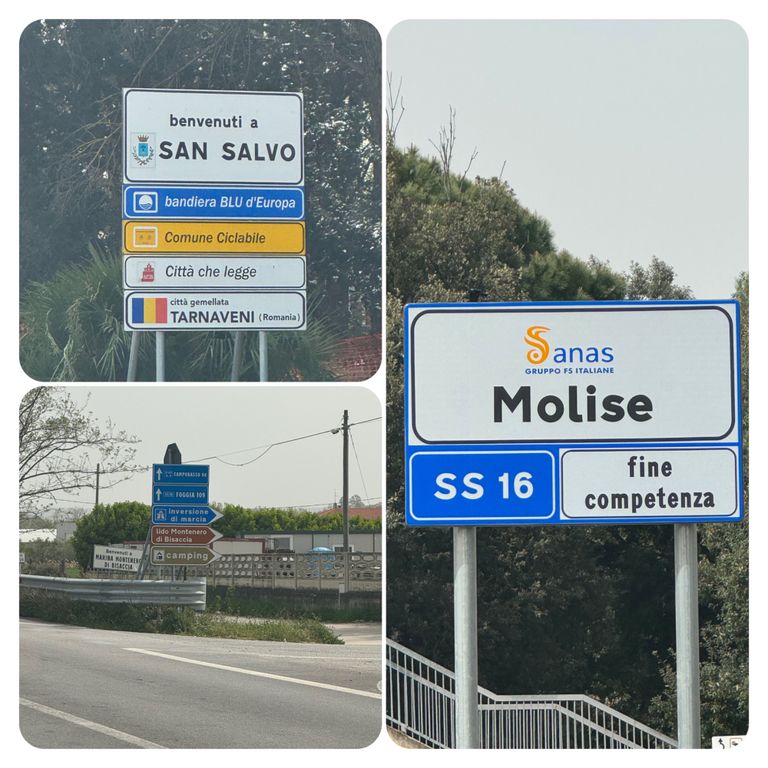 benvenuti a
SAN SALVO
bandiera BLU d'Europa
Comune Ciclabile
Città che legge
città gemellata
TARNAVENI (Romania)
CAMPOBASSO
FOGGIA 109
inversione
di marcia
lido Montenero
di Bisaccia
camping
Benvenuti a
MARINA MONTENERO
DI BISACCIA
anas
GRUPPO FS ITALIANE
Molise
SS 16
fine
competenza